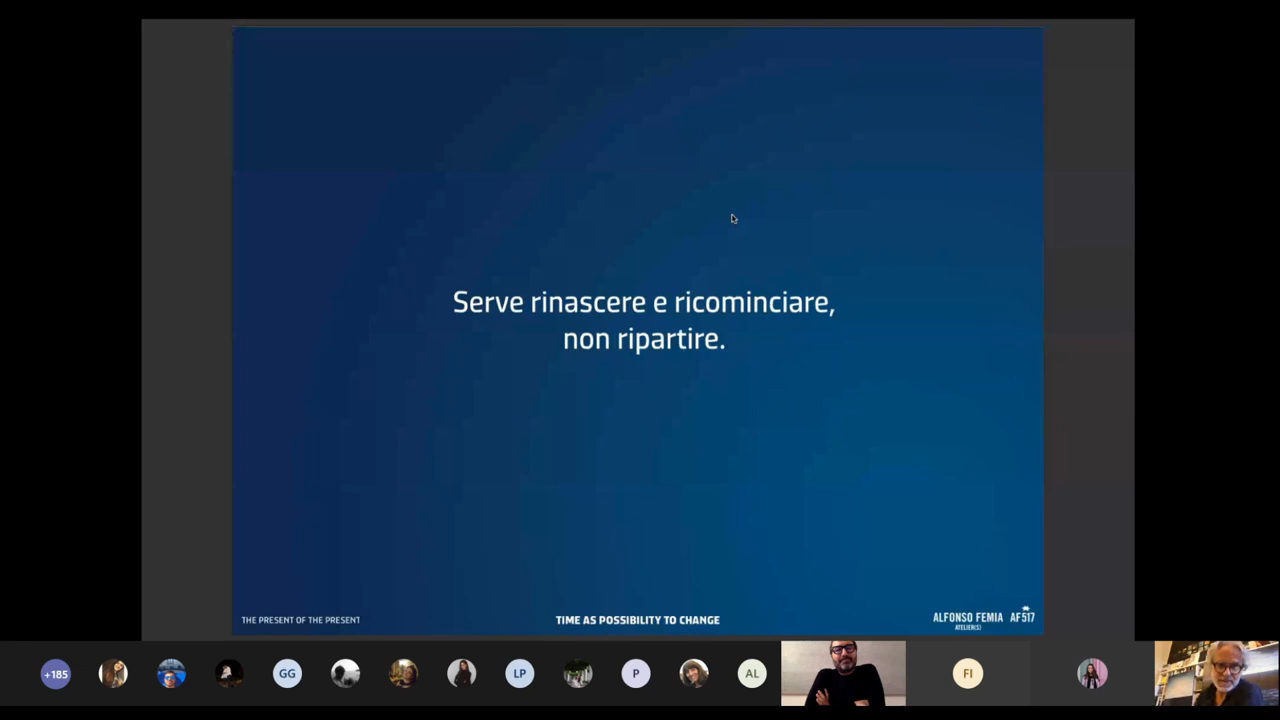 Serve rinascere e ricominciare,
non ripartire.
THE PRESENT OF THE PRESENT
TIME AS POSSIBILITY TO CHANGE
ALFONSO FEMIA AF517
ATELIER(S)
+185
GG
LP
P
AL
FI